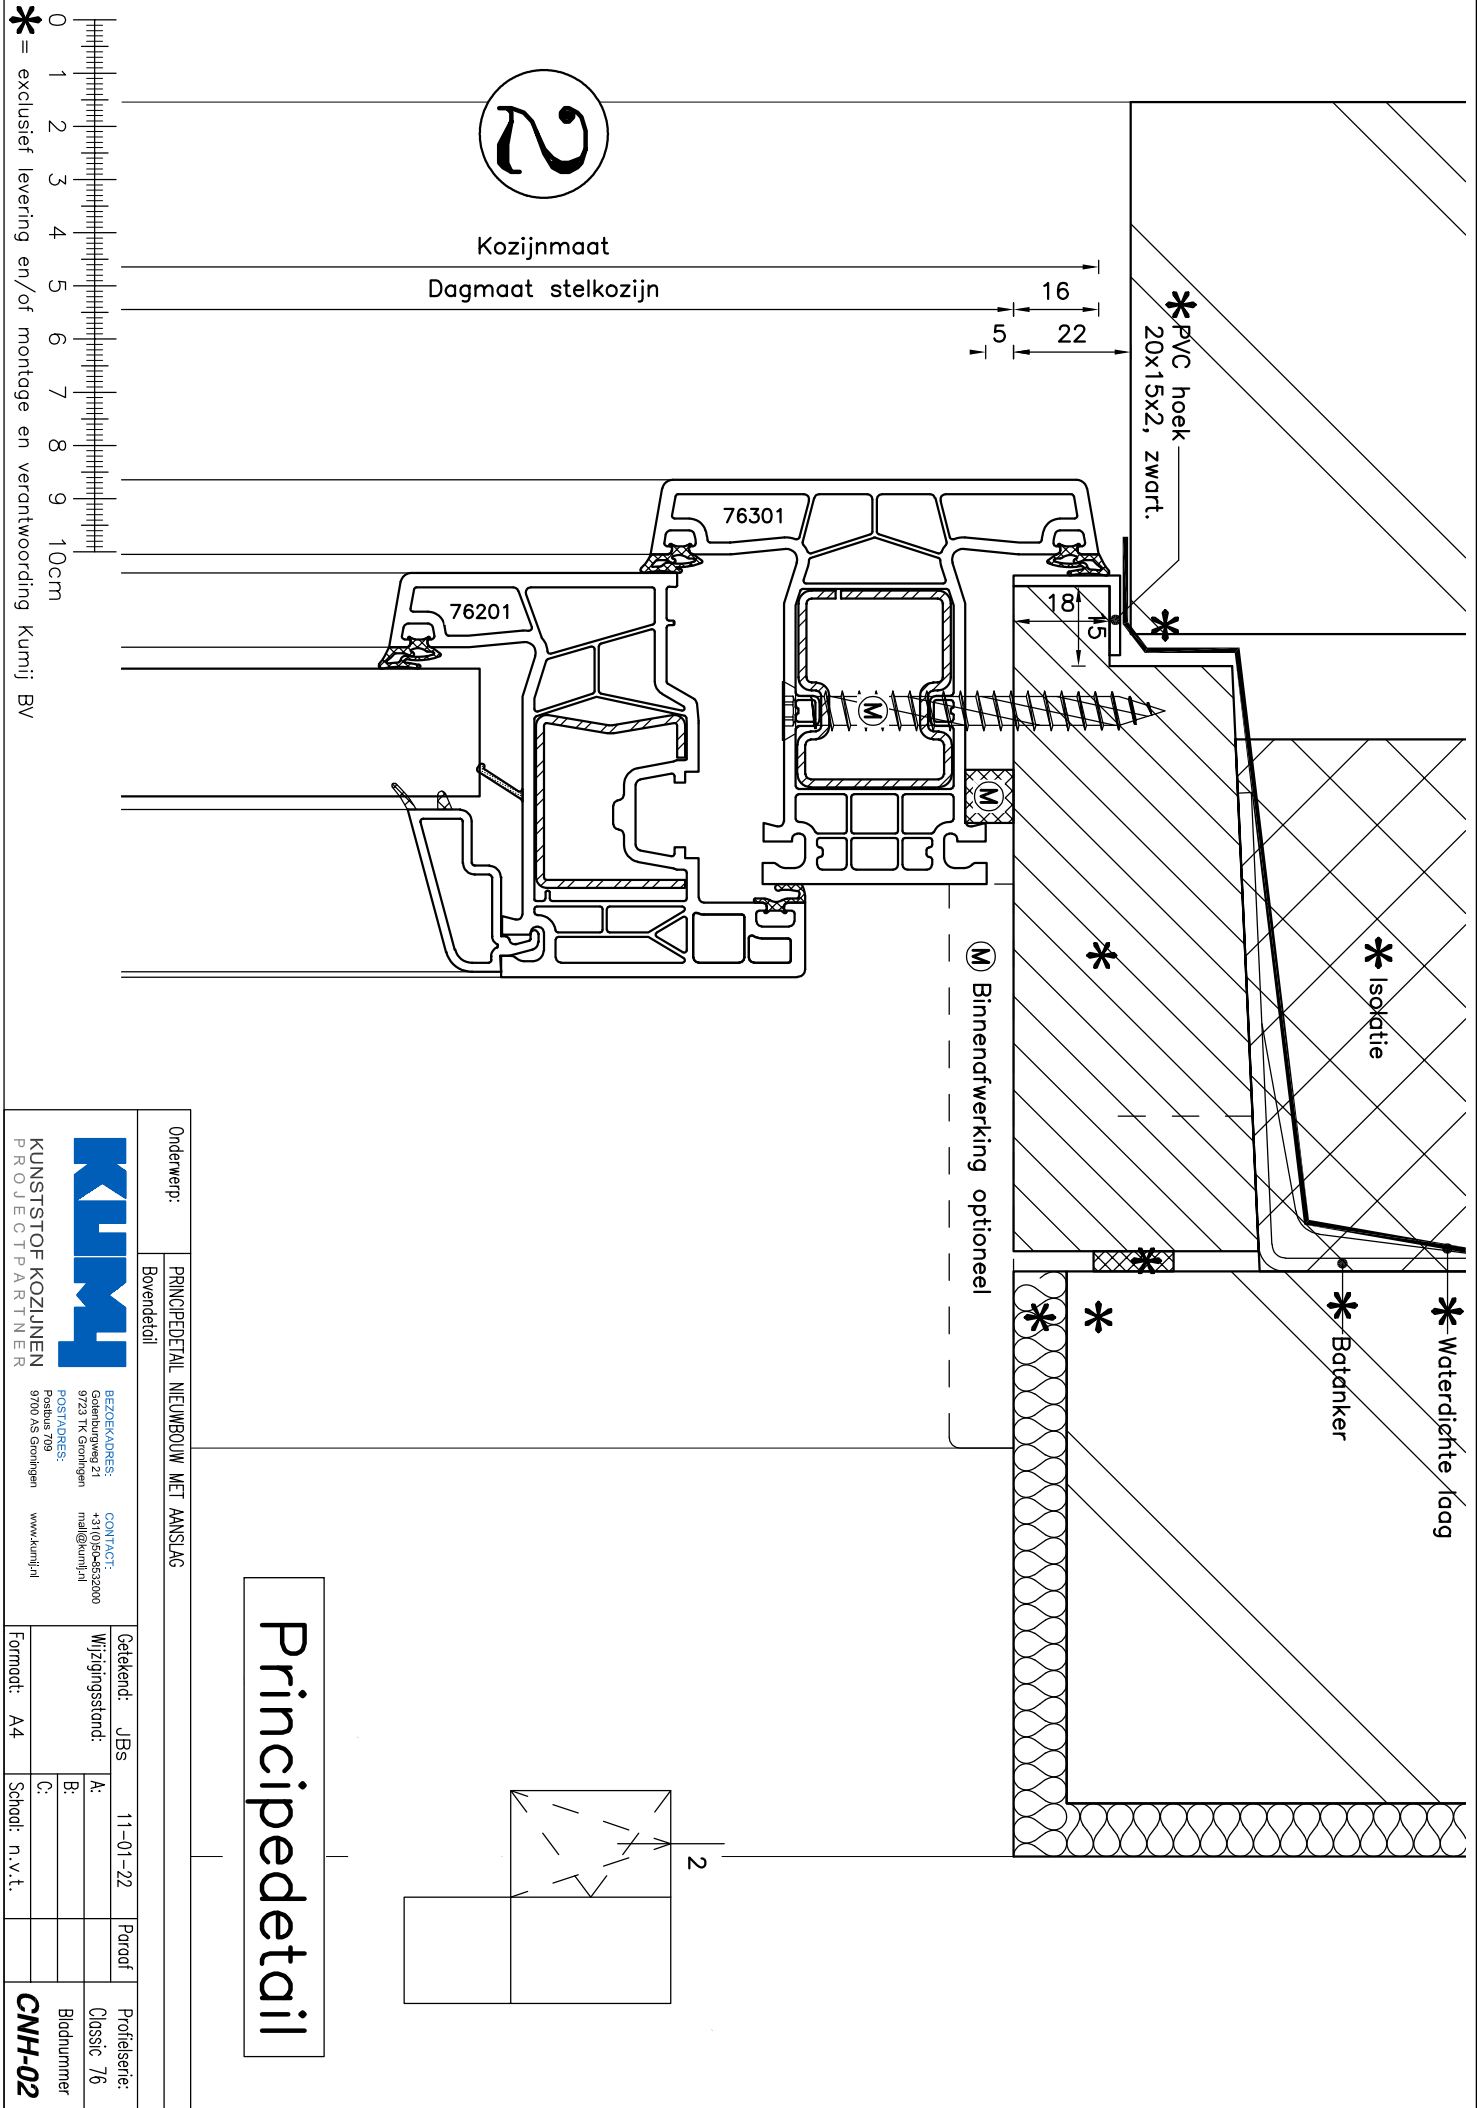 Kozijnmaat
Dagmaat stelkozijn
16
5
22
PVC hoek
20x15x2, zwart.
18
15
76301
76201
M
M
M Binnenafwerking optioneel
Isolatie
Waterdichte laag
Batanker
2
2
Principedetail
0 1 2 3 4 5 6 7 8 9 10cm
* = exclusief levering en/of montage en verantwoording Kumij BV
Onderwerp:
PRINCIPEDETAIL NIEUWBOUW MET AANSLAG
Bovendetail
KUMIJ
KUNSTSTOF KOZIJNEN
PROJECTPARTNER
BEZOEKADRES:
Gotenburgweg 21
9723 TK Groningen
POSTADRES:
Postbus 709
9700 AS Groningen
CONTACT:
+31(0)50-8532000
mail@kumij.nl
www.kumij.nl
Getekend: JBs 11-01-22 Paraaf
Wijzigingsstand: A:
B:
C:
Formaat: A4 Schaal: n.v.t.
Profielserie:
Classic 76
Bladnummer
CNH-02